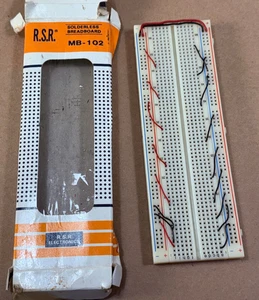 R.S.R.®
SOLDERLESS
BREADBOARD
MB-102
R.S.R.
ELECTRONICS